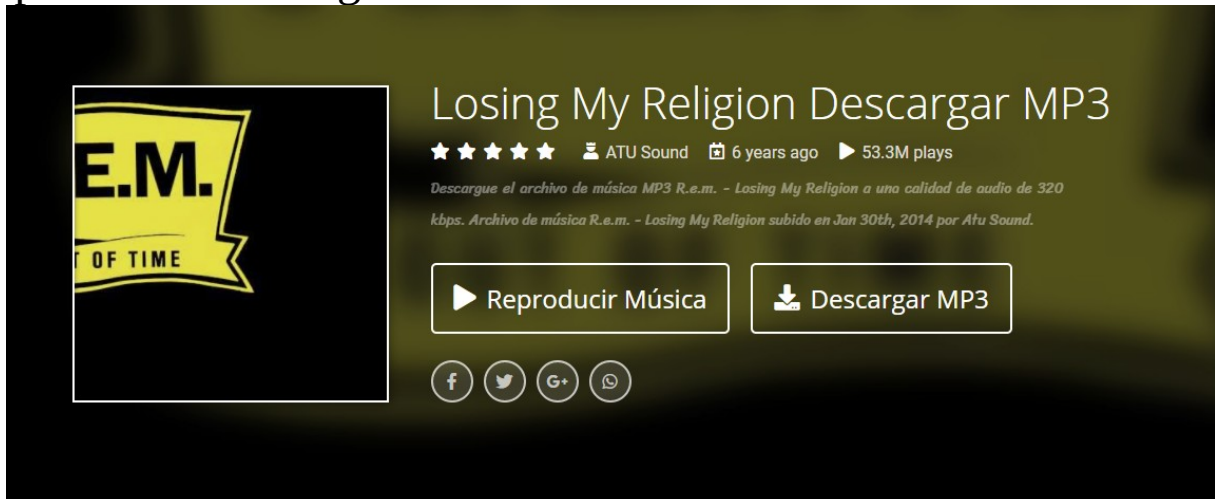 Losing My Religion Descargar MP3
ATU Sound 6 years ago 53.3M plays
Descargue el archivo de música MP3 R.e.m. - Losing My Religion a una calidad de audio de 320
kbps. Archivo de música R.e.m. - Losing My Religion subido en Jan 30th, 2014 por Atu Sound.
E.M.
T OF TIME
Reproducir Música
Descargar MP3
f
G+